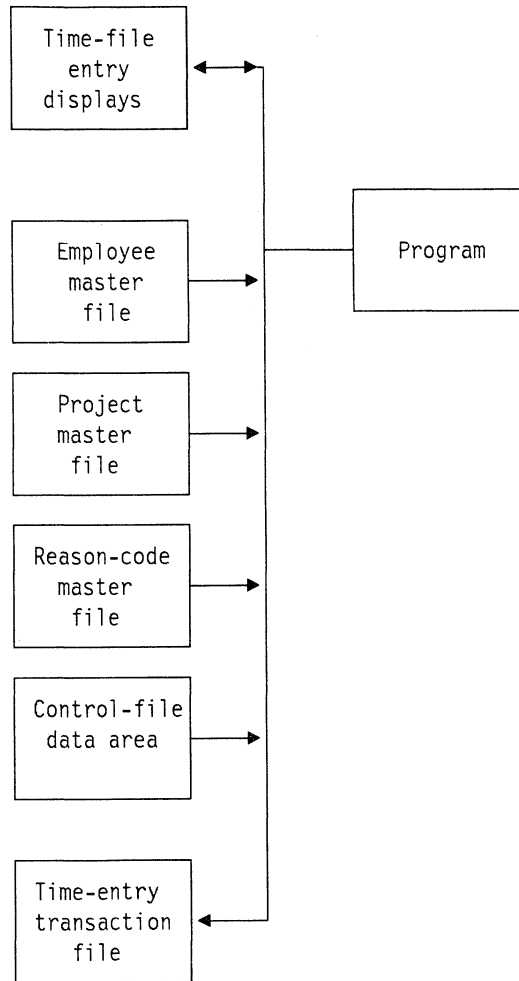 Time-file
entry
displays
Program
Employee
master
file
Project
master
file
Reason-code
master
file
Control-file
data area
Time-entry
transaction
file